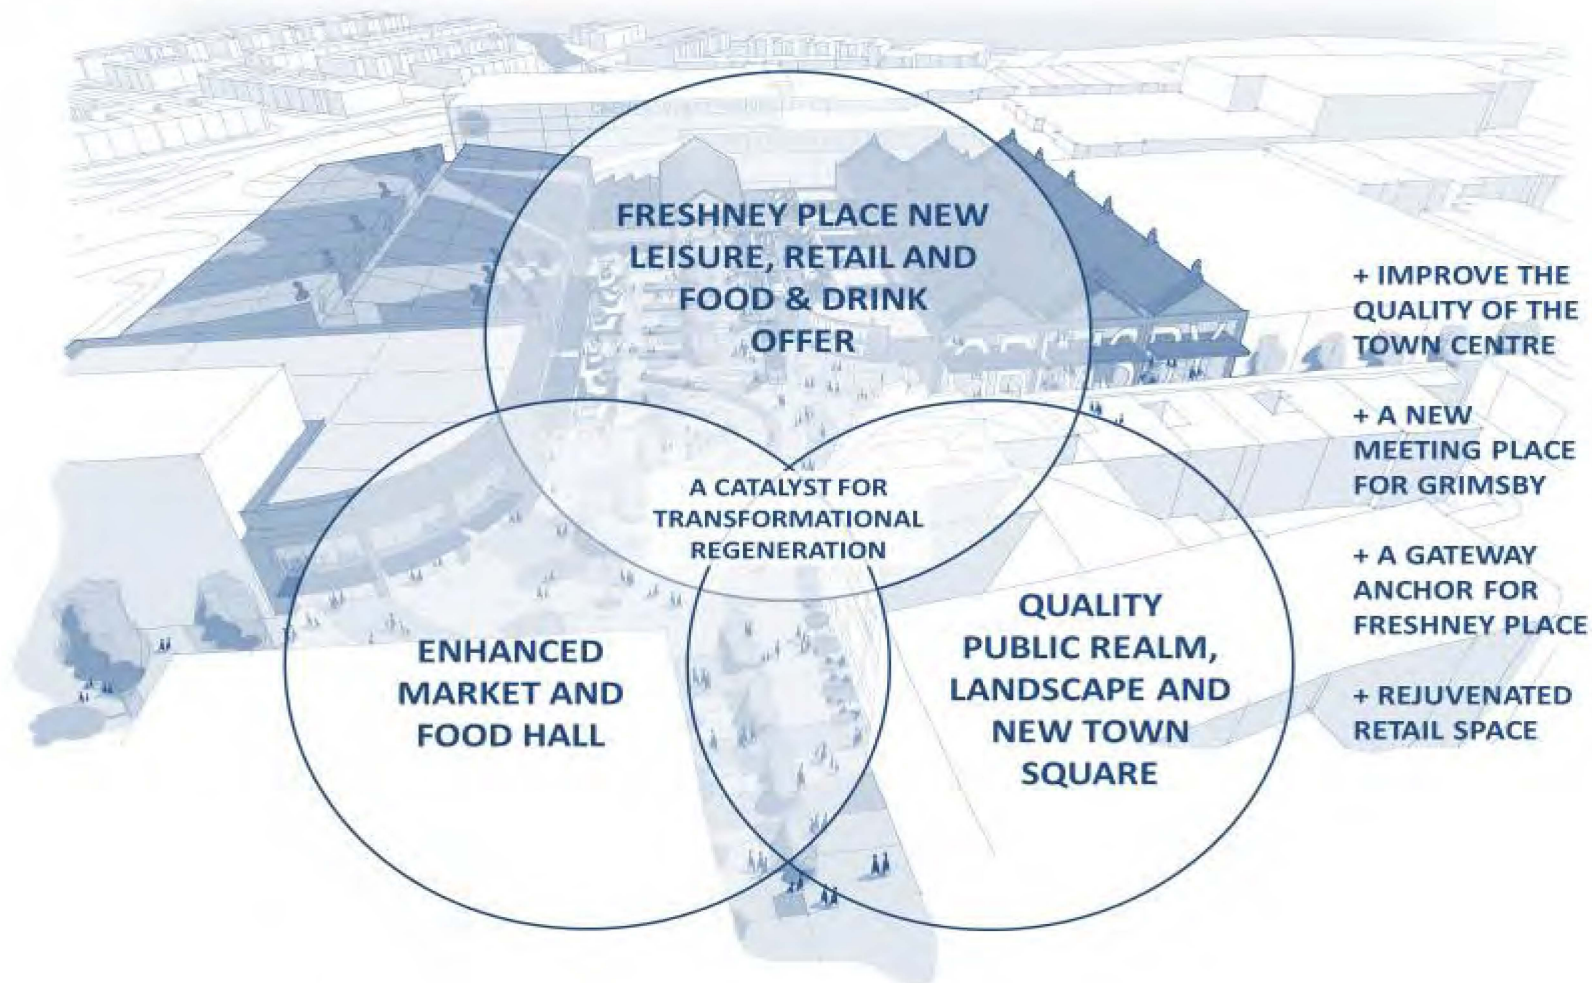 FRESHNEY PLACE NEW
LEISURE, RETAIL AND
FOOD & DRINK
OFFER
A CATALYST FOR
TRANSFORMATIONAL
REGENERATION
ENHANCED
MARKET AND
FOOD HALL
QUALITY
PUBLIC REALM,
LANDSCAPE AND
NEW TOWN
SQUARE
+ IMPROVE THE
QUALITY OF THE
TOWN CENTRE
+ A NEW
MEETING PLACE
FOR GRIMSBY
+ A GATEWAY
ANCHOR FOR
FRESHNEY PLACE
+ REJUVENATED
RETAIL SPACE